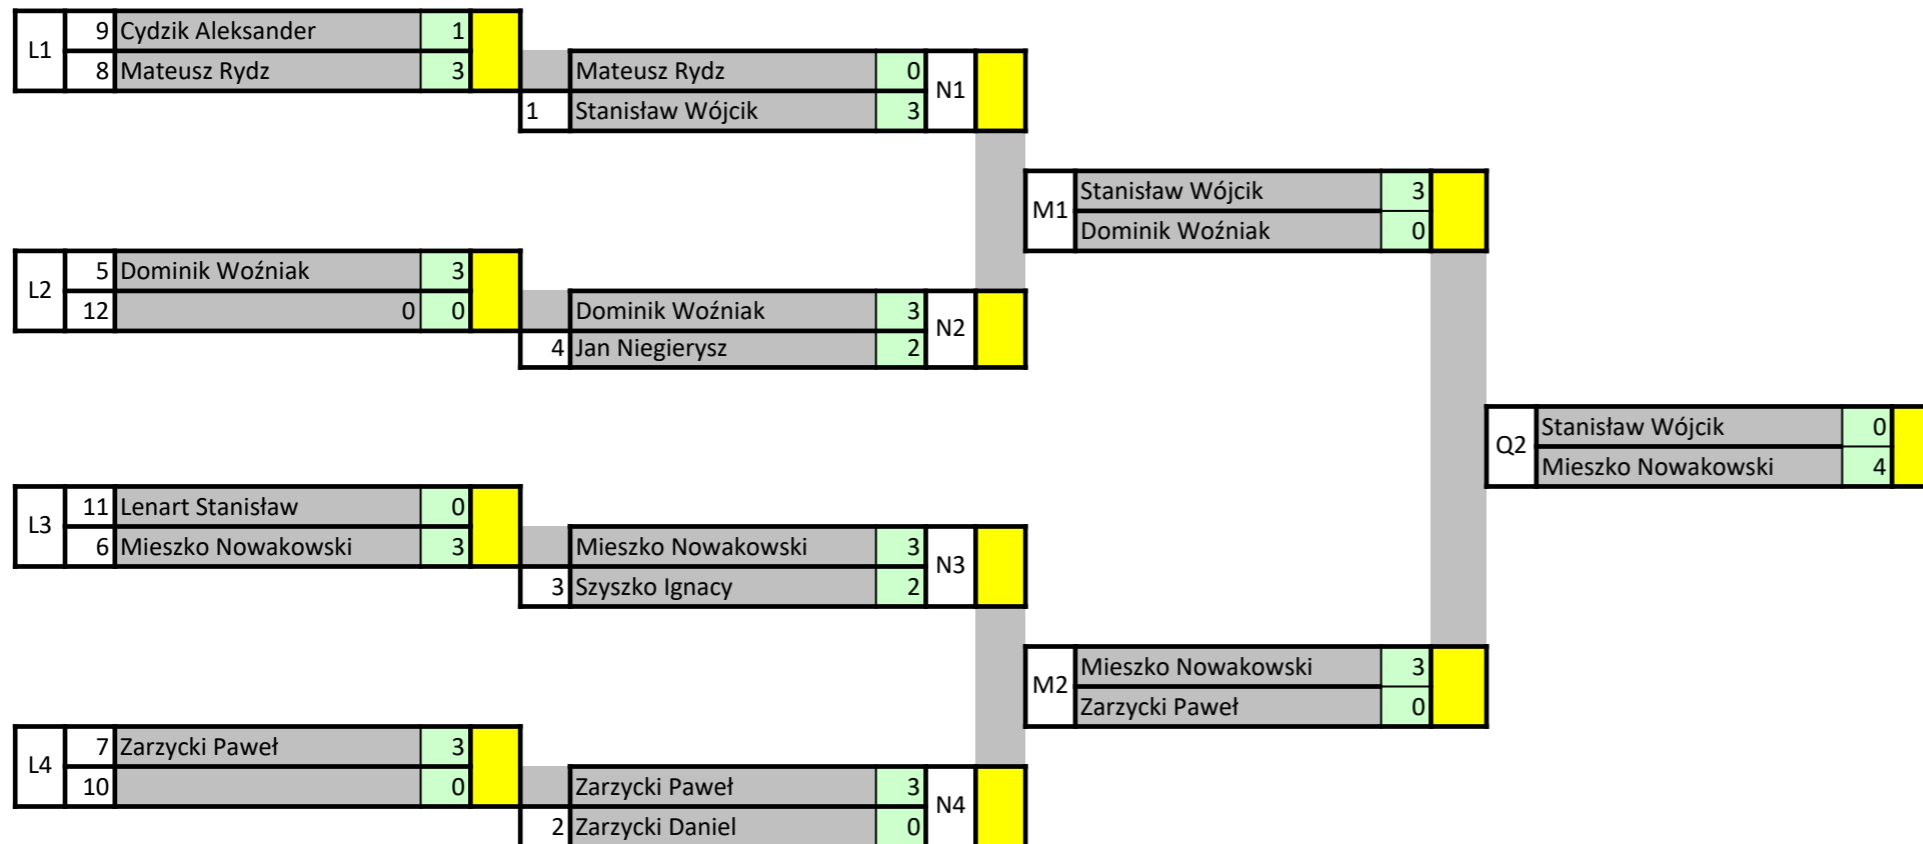 L1
9 Cydzik Aleksander 1
8 Mateusz Rydz 3
Mateusz Rydz 0
1 Stanisław Wójcik 3
N1
M1
Stanisław Wójcik 3
Dominik Woźniak 0
L2
5 Dominik Woźniak 3
12 0 0
Dominik Woźniak 3
4 Jan Niegierysz 2
N2
Q2
Stanisław Wójcik 0
Mieszko Nowakowski 4
L3
11 Lenart Stanisław 0
6 Mieszko Nowakowski 3
Mieszko Nowakowski 3
3 Szyszko Ignacy 2
N3
M2
Mieszko Nowakowski 3
Zarzycki Paweł 0
L4
7 Zarzycki Paweł 3
10 0
Zarzycki Paweł 3
2 Zarzycki Daniel 0
N4